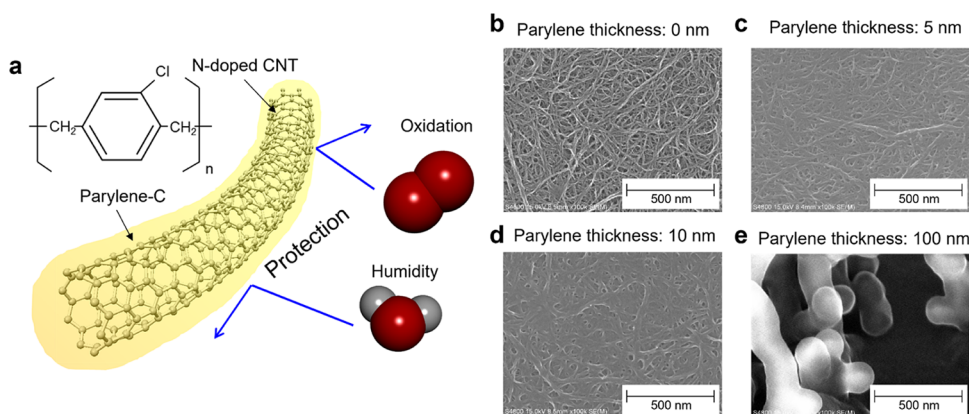 a
Cl
CH2
CH2
n
N-doped CNT
Parylene-C
Protection
Oxidation
Humidity
b Parylene thickness: 0 nm
500 nm
c Parylene thickness: 5 nm
500 nm
d Parylene thickness: 10 nm
500 nm
e Parylene thickness: 100 nm
500 nm